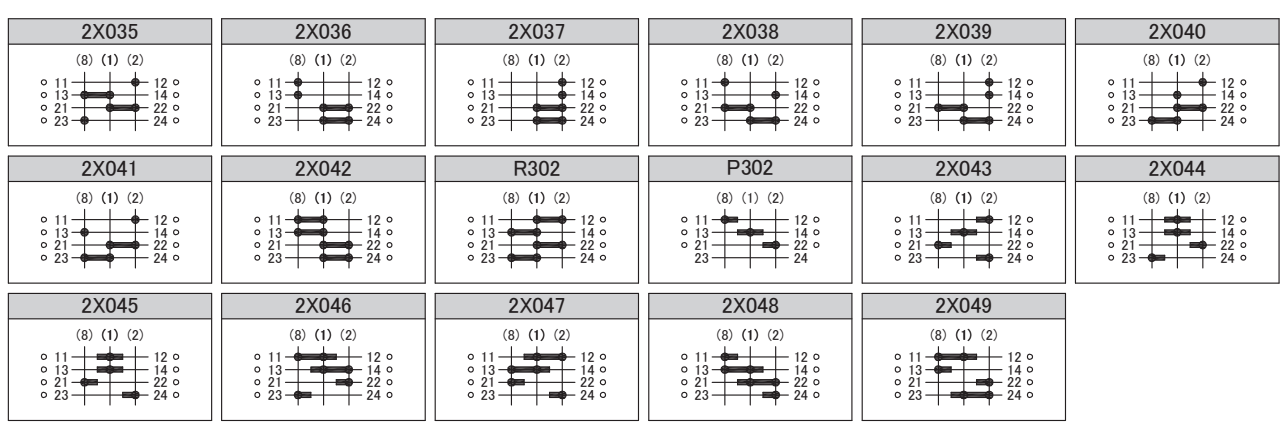 2X035 2X036 2X037 2X038 2X039 2X040
(8) (1) (2) (8) (1) (2) (8) (1) (2) (8) (1) (2) (8) (1) (2) (8) (1) (2)
11 12 11 12 11 12 11 12 11 12 11 12
13 14 13 14 13 14 13 14 13 14 13 14
21 22 21 22 21 22 21 22 21 22 21 22
23 24 23 24 23 24 23 24 23 24 23 24
2X041 2X042 R302 P302 2X043 2X044
(8) (1) (2) (8) (1) (2) (8) (1) (2) (8) (1) (2) (8) (1) (2) (8) (1) (2)
11 12 11 12 11 12 11 12 11 12 11 12
13 14 13 14 13 14 13 14 13 14 13 14
21 22 21 22 21 22 21 22 21 22 21 22
23 24 23 24 23 24 23 24 23 24 23 24
2X045 2X046 2X047 2X048 2X049
(8) (1) (2) (8) (1) (2) (8) (1) (2) (8) (1) (2) (8) (1) (2)
11 12 11 12 11 12 11 12 11 12
13 14 13 14 13 14 13 14 13 14
21 22 21 22 21 22 21 22 21 22
23 24 23 24 23 24 23 24 23 24